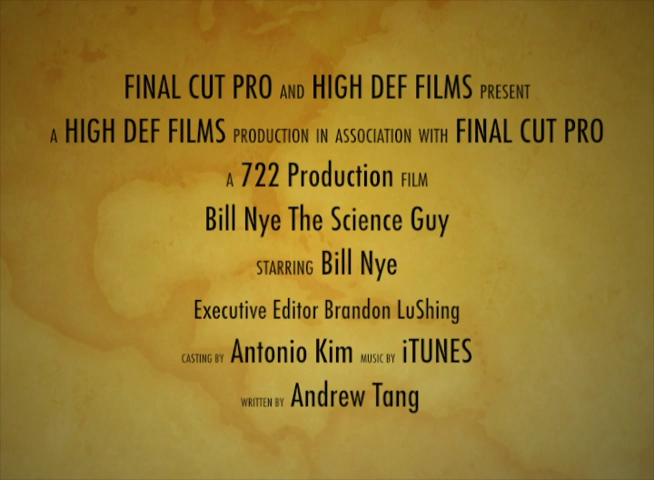 FINAL CUT PRO AND HIGH DEF FILMS PRESENT
A HIGH DEF FILMS PRODUCTION IN ASSOCIATION WITH FINAL CUT PRO
A 722 Production FILM
Bill Nye The Science Guy
STARRING Bill Nye
Executive Editor Brandon LuShing
CASTING BY Antonio Kim MUSIC BY iTUNES
WRITTEN BY Andrew Tang